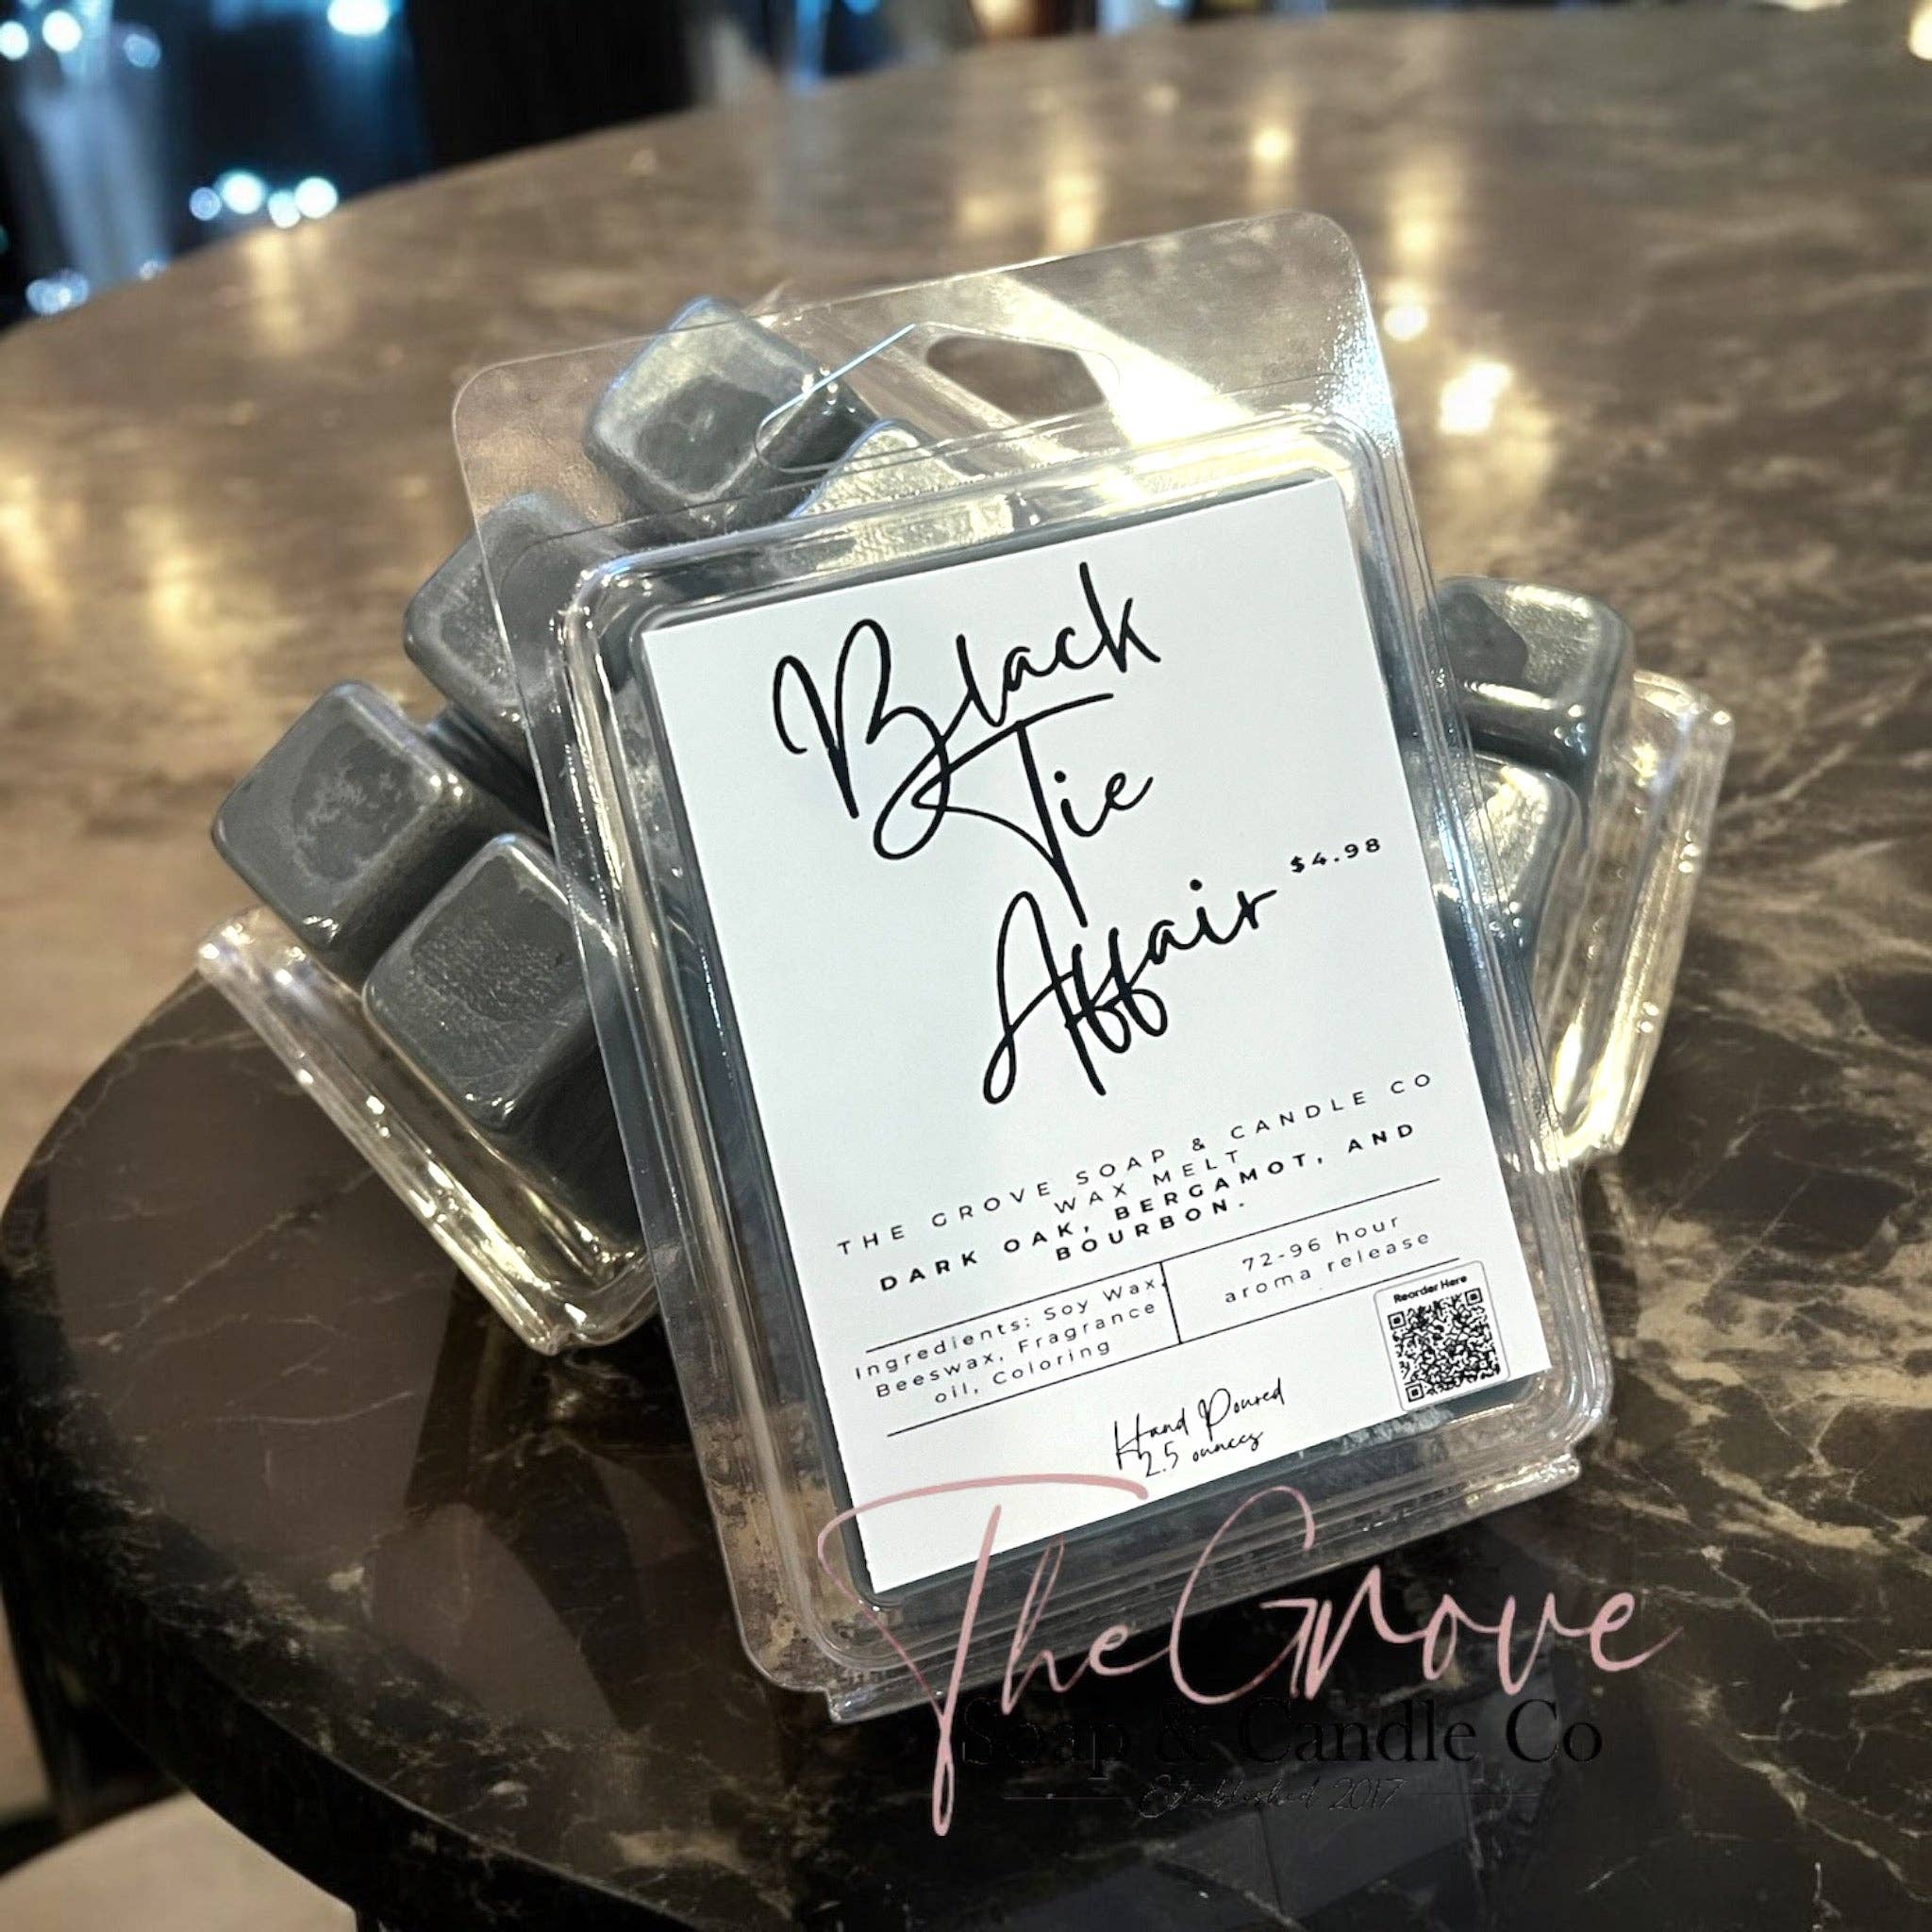 Black
Tie
Affair
$4.98
THE GROVE SOAP & CANDLE CO
WAX MELT
DARK OAK, BERGAMOT, AND
BOURBON.
Ingredients: Soy Wax,
Beeswax, Fragrance
oil, Coloring
72-96 hour
aroma release
Reorder Here
Hand Poured
2.5 ounces
The Grove
Soap & Candle Co
Established 2017